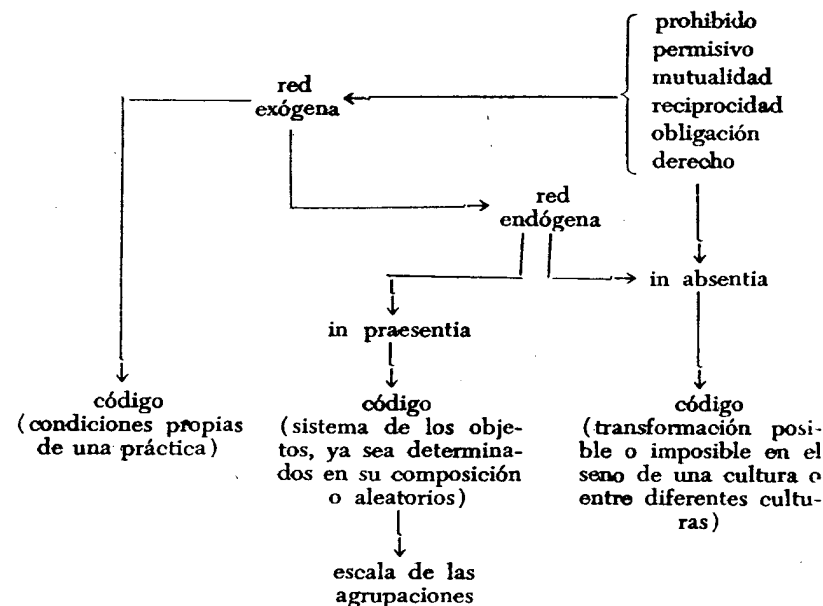 prohibido
permisivo
mutualidad
reciprocidad
obligación
derecho
red
exógena
red
endógena
in absentia
in praesentia
código
(condiciones propias
de una práctica)
código
(sistema de los obje-
tos, ya sea determina-
dos en su composición
o aleatorios)
código
(transformación posi-
ble o imposible en el
seno de una cultura o
entre diferentes cultu-
ras)
escala de las
agrupaciones